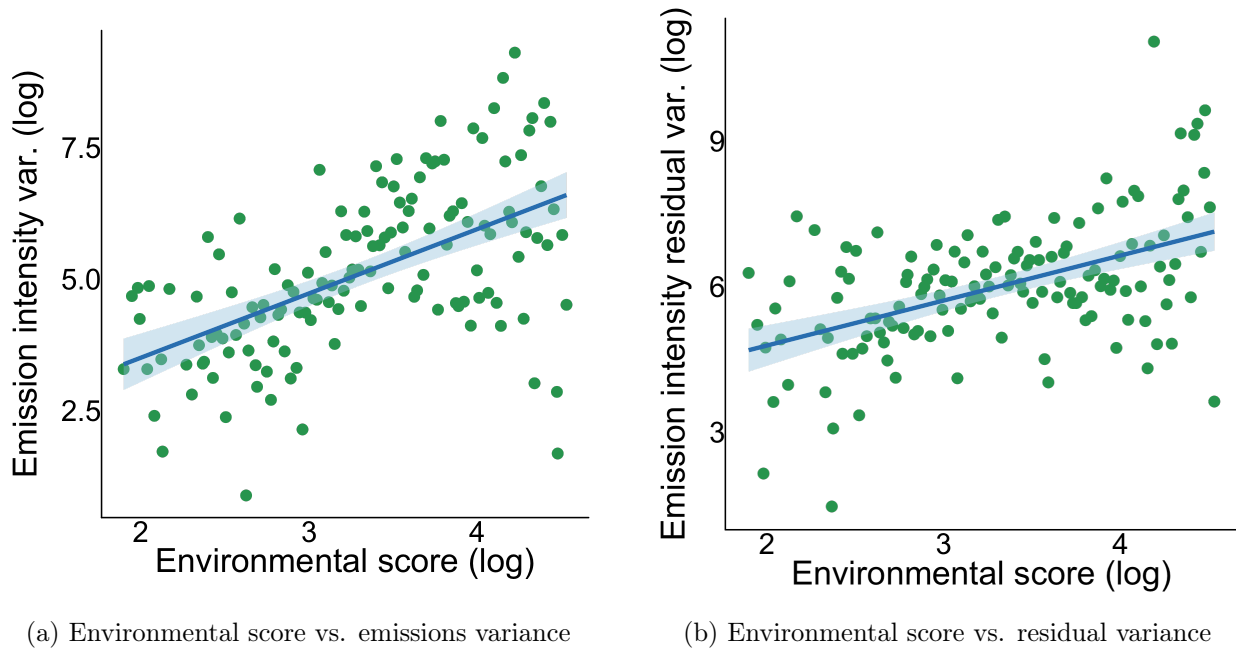 Emission intensity var. (log)
7.5
5.0
2.5
2
3
4
Environmental score (log)
(a) Environmental score vs. emissions variance
Emission intensity residual var. (log)
9
6
3
2
3
4
Environmental score (log)
(b) Environmental score vs. residual variance